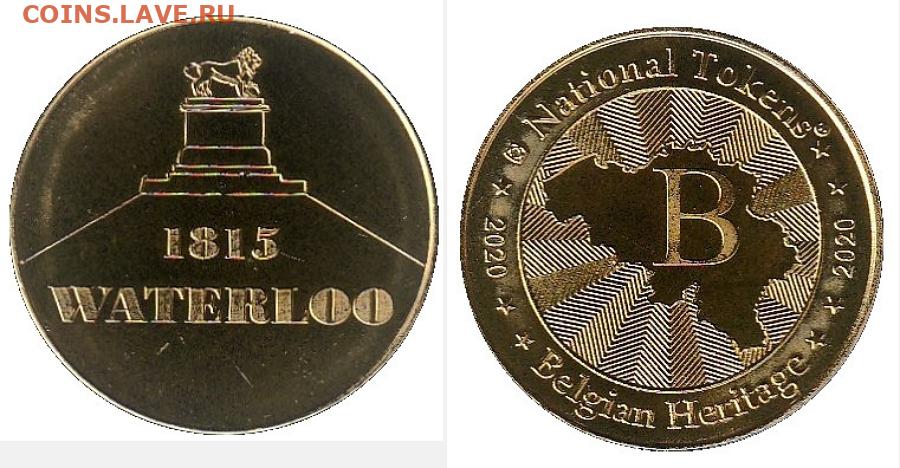 COINS.LAVE.RU
1815
WATERLOO
© National Tokens®
2020
2020
B
Belgian Heritage